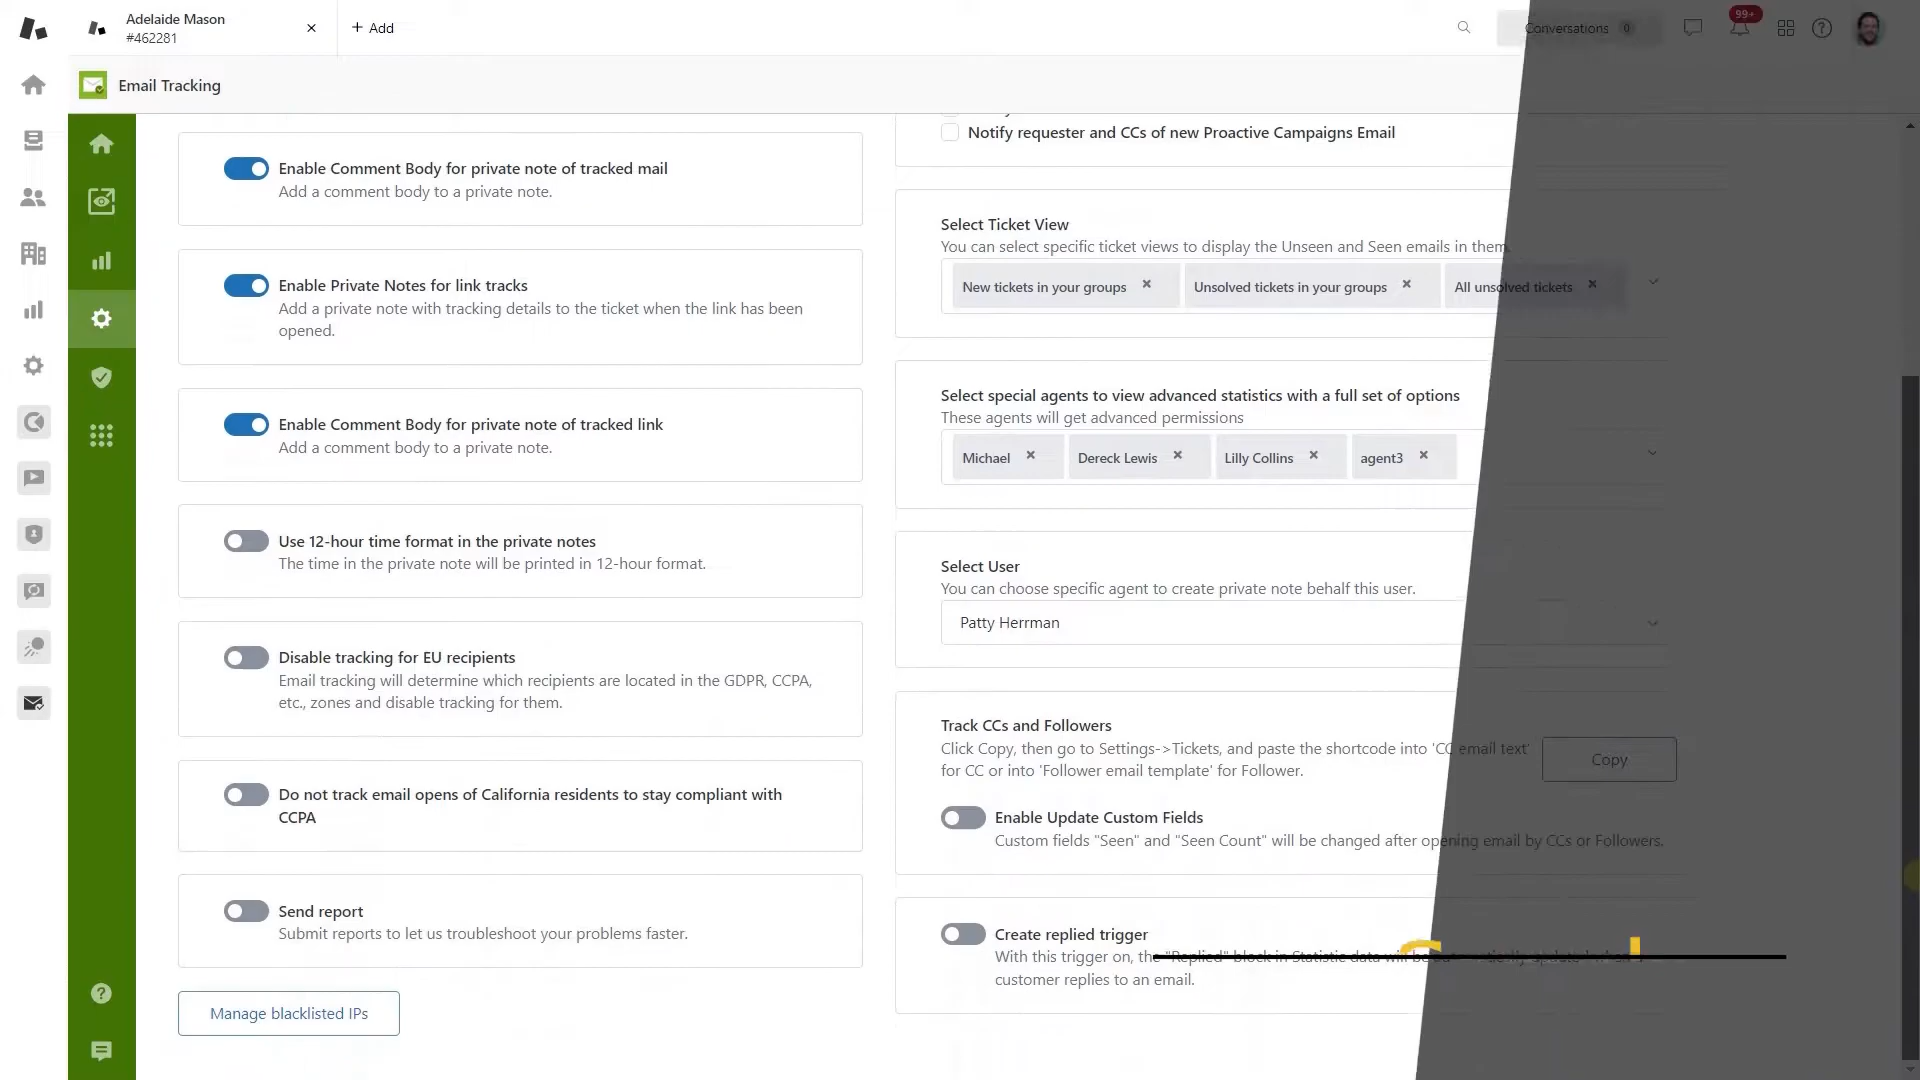 Adelaide Mason
#462281
+ Add
Conversations 0
99+
Email Tracking
Notify requester and CCs of new Proactive Campaigns Email
Enable Comment Body for private note of tracked mail
Add a comment body to a private note.
Enable Private Notes for link tracks
Add a private note with tracking details to the ticket when the link has been
opened.
Enable Comment Body for private note of tracked link
Add a comment body to a private note.
Use 12-hour time format in the private notes
The time in the private note will be printed in 12-hour format.
Disable tracking for EU recipients
Email tracking will determine which recipients are located in the GDPR, CCPA,
etc., zones and disable tracking for them.
Do not track email opens of California residents to stay compliant with
CCPA
Send report
Submit reports to let us troubleshoot your problems faster.
Manage blacklisted IPs
Select Ticket View
You can select specific ticket views to display the Unseen and Seen emails in them.
New tickets in your groups
Unsolved tickets in your groups
All unsolved tickets
Select special agents to view advanced statistics with a full set of options
These agents will get advanced permissions
Michael
Dereck Lewis
Lilly Collins
agent3
Select User
You can choose specific agent to create private note behalf this user.
Patty Herrman
Track CCs and Followers
Click Copy, then go to Settings->Tickets, and paste the shortcode into 'CC email text'
for CC or into 'Follower email template' for Follower.
Copy
Enable Update Custom Fields
Custom fields "Seen" and "Seen Count" will be changed after opening email by CCs or Followers.
Create replied trigger
With this trigger on, the "Replied" block in Statistic data will be
customer replies to an email.